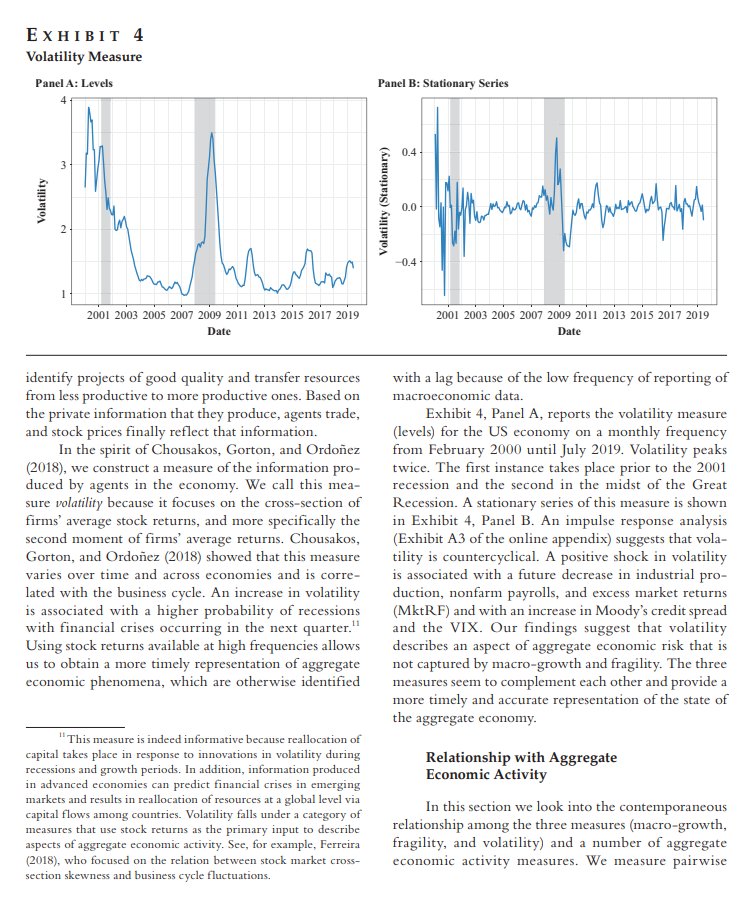 EXHIBIT 4
Volatility Measure
Panel A: Levels
4
3
2
1
Volatility
2001 2003 2005 2007 2009 2011 2013 2015 2017 2019
Date
Panel B: Stationary Series
0.4
0.0
−0.4
Volatility (Stationary)
2001 2003 2005 2007 2009 2011 2013 2015 2017 2019
Date
identify projects of good quality and transfer resources
from less productive to more productive ones. Based on
the private information that they produce, agents trade,
and stock prices finally reflect that information.
In the spirit of Chousakos, Gorton, and Ordoñez
(2018), we construct a measure of the information pro-
duced by agents in the economy. We call this mea-
sure volatility because it focuses on the cross-section of
firms’ average stock returns, and more specifically the
second moment of firms’ average returns. Chousakos,
Gorton, and Ordoñez (2018) showed that this measure
varies over time and across economies and is corre-
lated with the business cycle. An increase in volatility
is associated with a higher probability of recessions
with financial crises occurring in the next quarter.11
Using stock returns available at high frequencies allows
us to obtain a more timely representation of aggregate
economic phenomena, which are otherwise identified
11 This measure is indeed informative because reallocation of
capital takes place in response to innovations in volatility during
recessions and growth periods. In addition, information produced
in advanced economies can predict financial crises in emerging
markets and results in reallocation of resources at a global level via
capital flows among countries. Volatility falls under a category of
measures that use stock returns as the primary input to describe
aspects of aggregate economic activity. See, for example, Ferreira
(2018), who focused on the relation between stock market cross-
section skewness and business cycle fluctuations.
with a lag because of the low frequency of reporting of
macroeconomic data.
Exhibit 4, Panel A, reports the volatility measure
(levels) for the US economy on a monthly frequency
from February 2000 until July 2019. Volatility peaks
twice. The first instance takes place prior to the 2001
recession and the second in the midst of the Great
Recession. A stationary series of this measure is shown
in Exhibit 4, Panel B. An impulse response analysis
(Exhibit A3 of the online appendix) suggests that vola-
tility is countercyclical. A positive shock in volatility
is associated with a future decrease in industrial pro-
duction, nonfarm payrolls, and excess market returns
(MktRF) and with an increase in Moody’s credit spread
and the VIX. Our findings suggest that volatility
describes an aspect of aggregate economic risk that is
not captured by macro-growth and fragility. The three
measures seem to complement each other and provide a
more timely and accurate representation of the state of
the aggregate economy.
Relationship with Aggregate
Economic Activity
In this section we look into the contemporaneous
relationship among the three measures (macro-growth,
fragility, and volatility) and a number of aggregate
economic activity measures. We measure pairwise